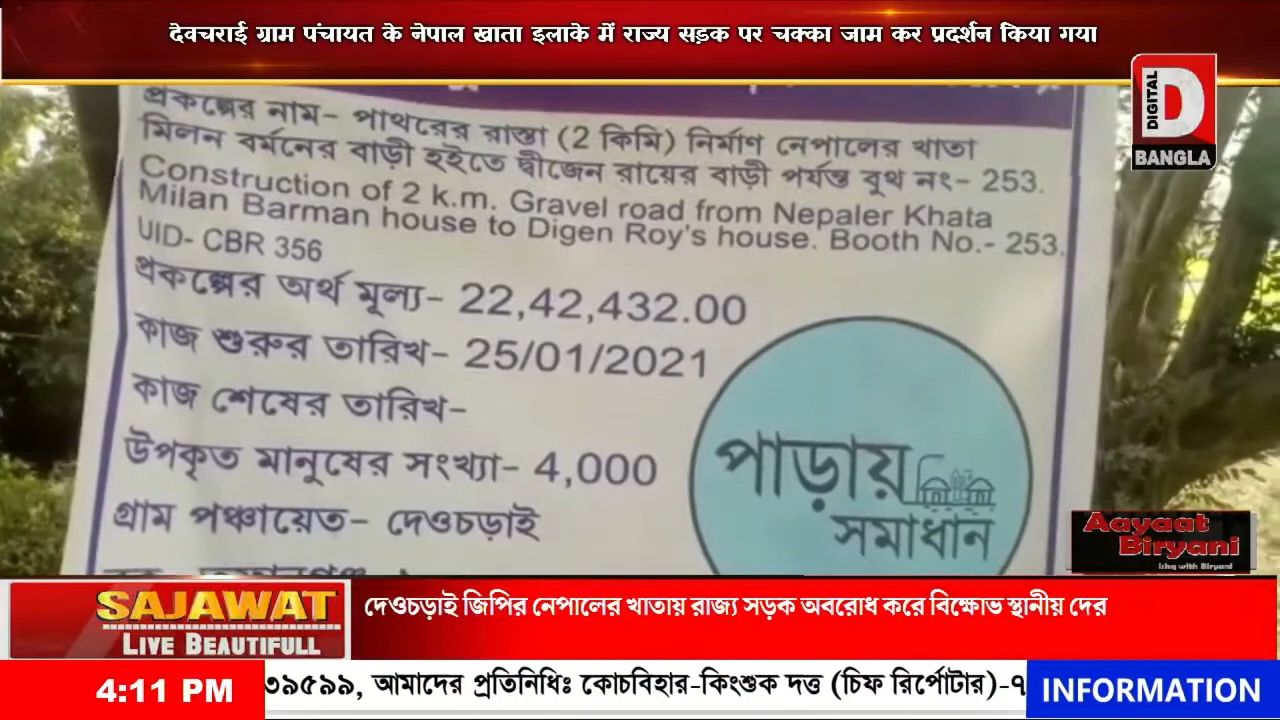 देवचराई ग्राम पंचायत के नेपाल खाता इलाके में राज्य सड़क पर चक्का जाम कर प्रदर्शन किया गया
DIGITAL
D
BANGLA
প্রকল্পের নাম- পাথরের রাস্তা (2 কিমি) নির্মাণ নেপালের খাতা
মিলন বর্মনের বাড়ী হইতে দ্বীজেন রায়ের বাড়ী পর্যন্ত বুথ নং- 253.
Construction of 2 k.m. Gravel road from Nepaler Khata
Milan Barman house to Digen Roy's house. Booth No.- 253.
UID- CBR 356
প্রকল্পের অর্থ মূল্য- 22,42,432.00
কাজ শুরুর তারিখ- 25/01/2021
কাজ শেষের তারিখ-
উপকৃত মানুষের সংখ্যা- 4,000
গ্রাম পঞ্চায়েত- দেওচড়াই
পাড়ায়
সমাধান
Aayaat
Biryani
ishq with Biryani
SAJAWAT
LIVE BEAUTIFULL
দেওচড়াই জিপির নেপালের খাতায় রাজ্য সড়ক অবরোধ করে বিক্ষোভ স্থানীয় দের
4:11 PM
৩৯৫৯৯, আমাদের প্রতিনিধিঃ কোচবিহার-কিংশুক দত্ত (চিফ রির্পোটার)-৭
INFORMATION